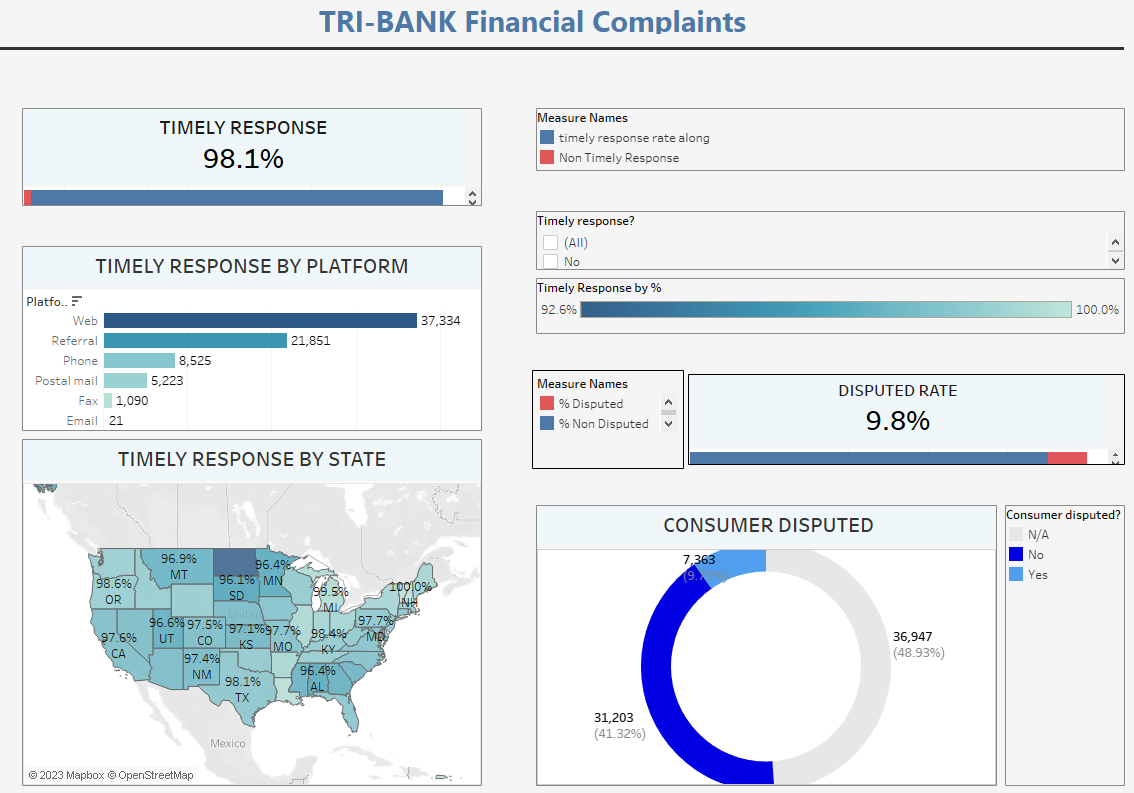 TRI-BANK Financial Complaints
TIMELY RESPONSE
98.1%
Measure Names
timely response rate along
Non Timely Response
Timely response?
(All)
No
TIMELY RESPONSE BY PLATFORM
Platfo..
Web 37,334
Referral 21,851
Phone 8,525
Postal mail 5,223
Fax 1,090
Email 21
Timely Response by %
92.6% 100.0%
Measure Names
% Disputed
% Non Disputed
DISPUTED RATE
9.8%
TIMELY RESPONSE BY STATE
96.9%
MT
96.4%
MN
98.6%
OR
96.1%
SD
99.5%
MI
100.0%
NH
United
96.6%
UT
97.5%
CO
97.1%
KS
97.7%
MO
98.4%
KY
97.7%
MD
97.6%
CA
97.4%
NM
98.1%
TX
96.4%
AL
Mexico
© 2023 Mapbox © OpenStreetMap
CONSUMER DISPUTED
7,363
36,947
(48.93%)
31,203
(41.32%)
Consumer disputed?
N/A
No
Yes